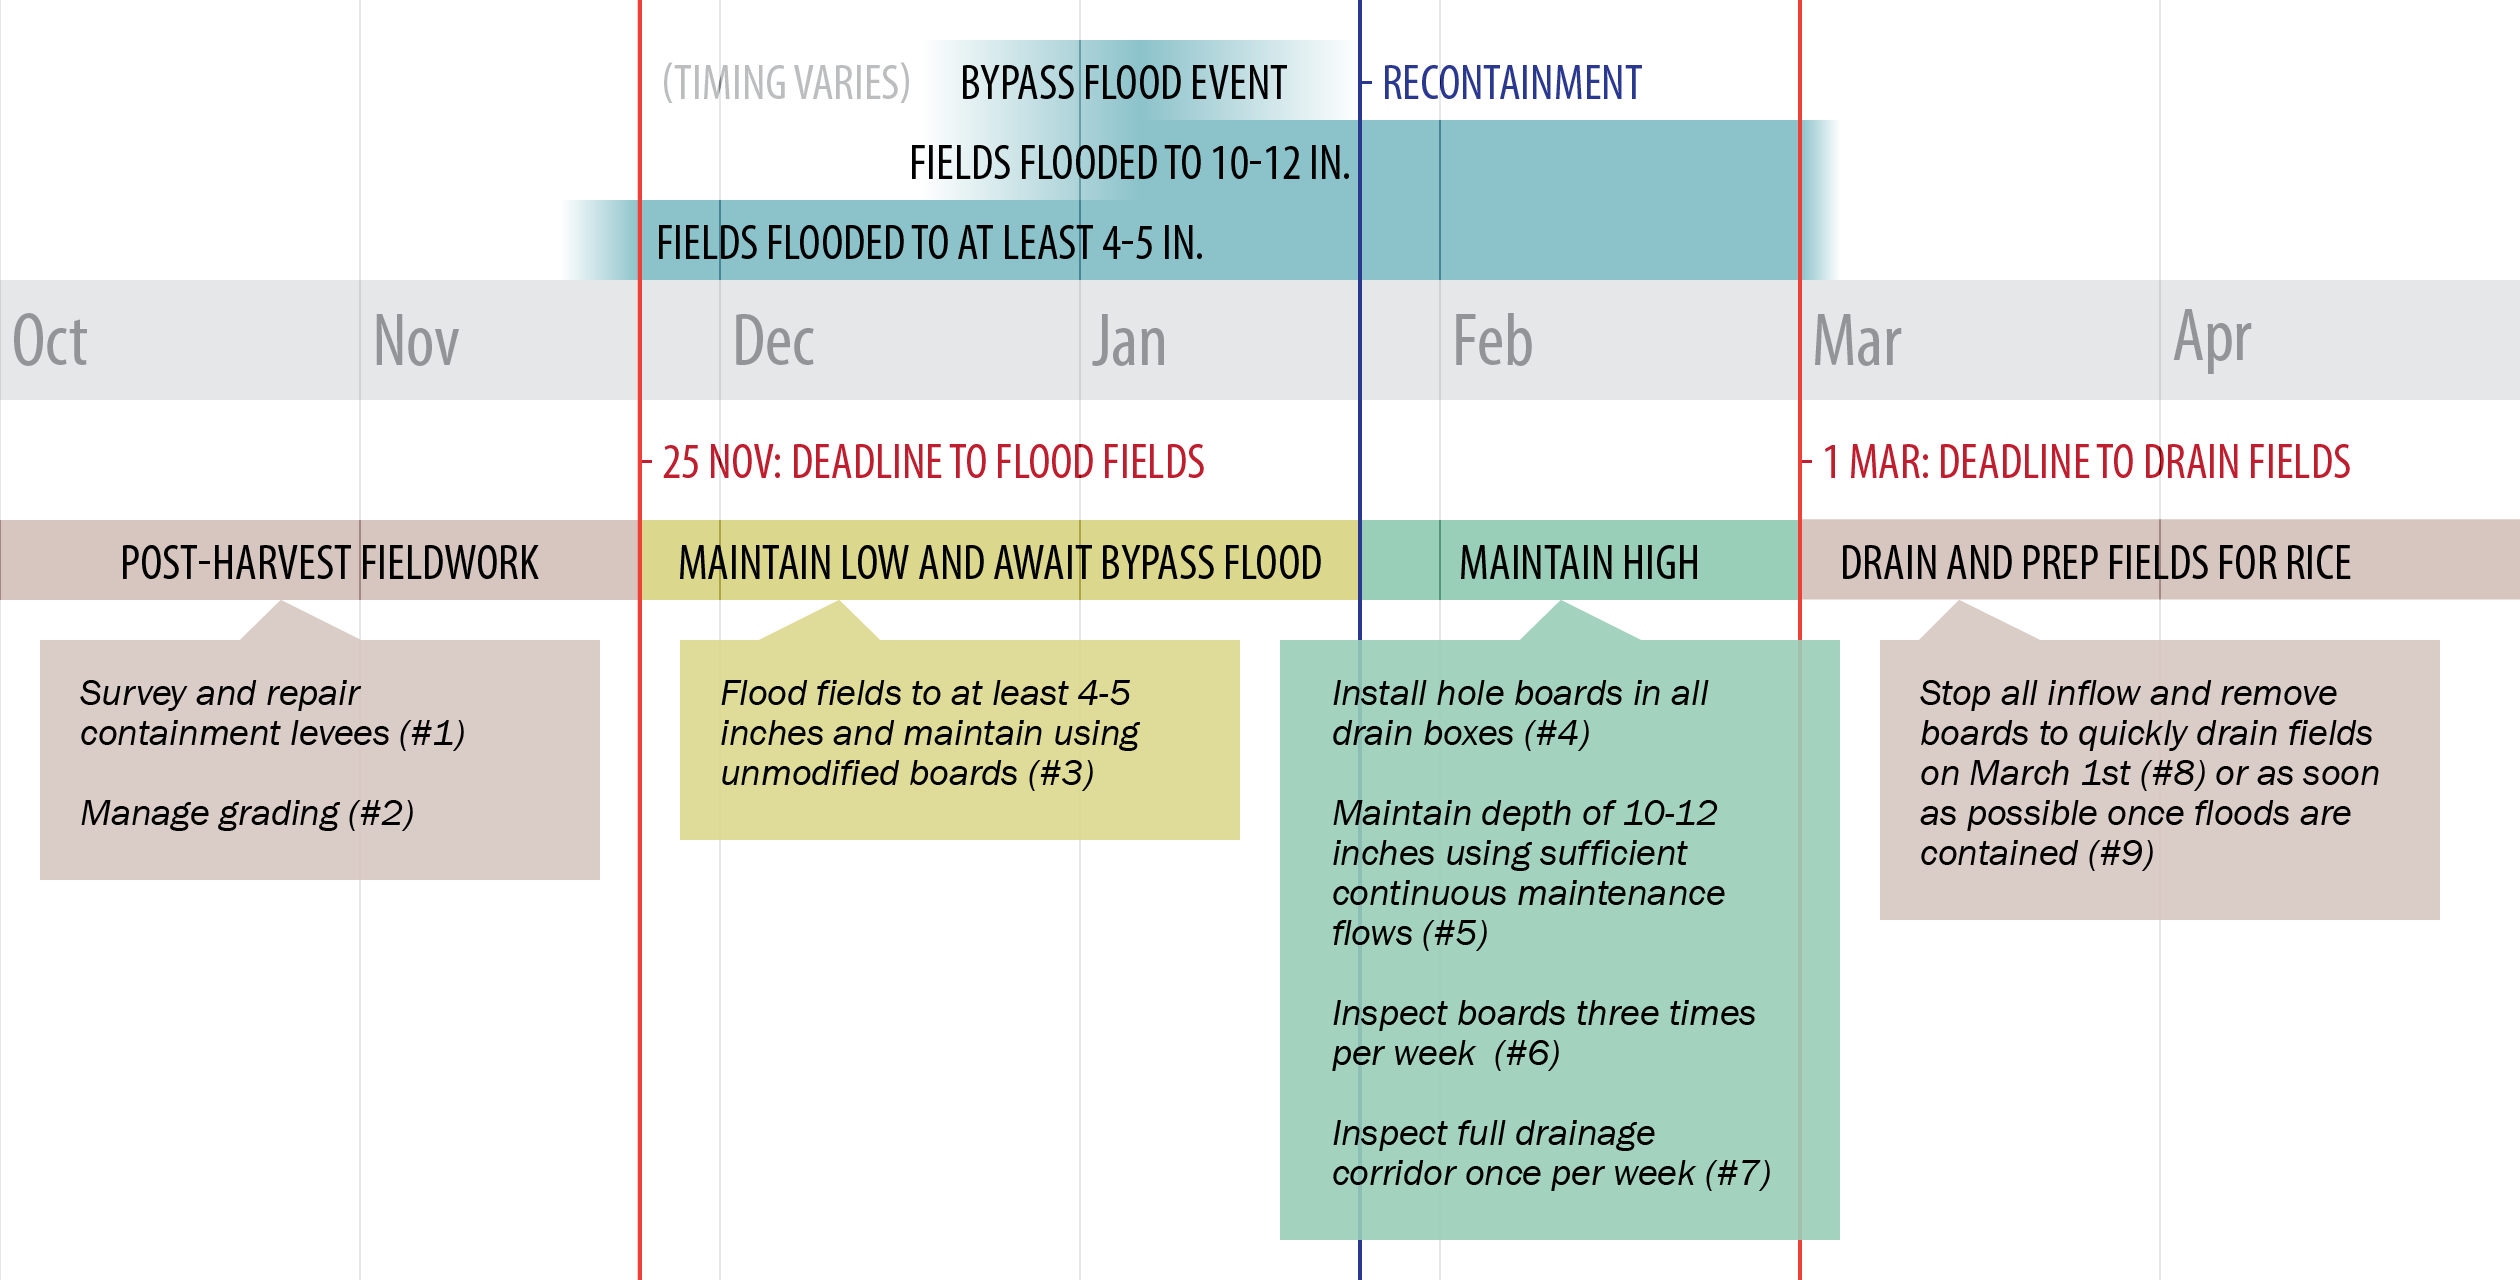 (TIMING VARIES)
BYPASS FLOOD EVENT
- RECONTAINMENT
FIELDS FLOODED TO 10-12 IN.
FIELDS FLOODED TO AT LEAST 4-5 IN.
Oct
Nov
Dec
Jan
Feb
Mar
Apr
- 25 NOV: DEADLINE TO FLOOD FIELDS
- 1 MAR: DEADLINE TO DRAIN FIELDS
POST-HARVEST FIELDWORK
MAINTAIN LOW AND AWAIT BYPASS FLOOD
MAINTAIN HIGH
DRAIN AND PREP FIELDS FOR RICE
Survey and repair
containment levees (#1)
Manage grading (#2)
Flood fields to at least 4-5
inches and maintain using
unmodified boards (#3)
Install hole boards in all
drain boxes (#4)
Maintain depth of 10-12
inches using sufficient
continuous maintenance
flows (#5)
Inspect boards three times
per week  (#6)
Inspect full drainage
corridor once per week (#7)
Stop all inflow and remove
boards to quickly drain fields
on March 1st (#8) or as soon
as possible once floods are
contained (#9)